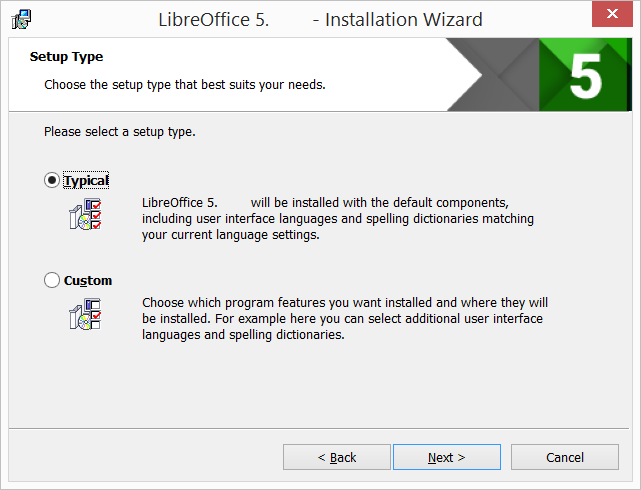 LibreOffice 5. - Installation Wizard
Setup Type
Choose the setup type that best suits your needs.
5
Please select a setup type.
Typical
LibreOffice 5. will be installed with the default components,
including user interface languages and spelling dictionaries matching
your current language settings.
Custom
Choose which program features you want installed and where they will
be installed. For example here you can select additional user interface
languages and spelling dictionaries.
< Back
Next >
Cancel